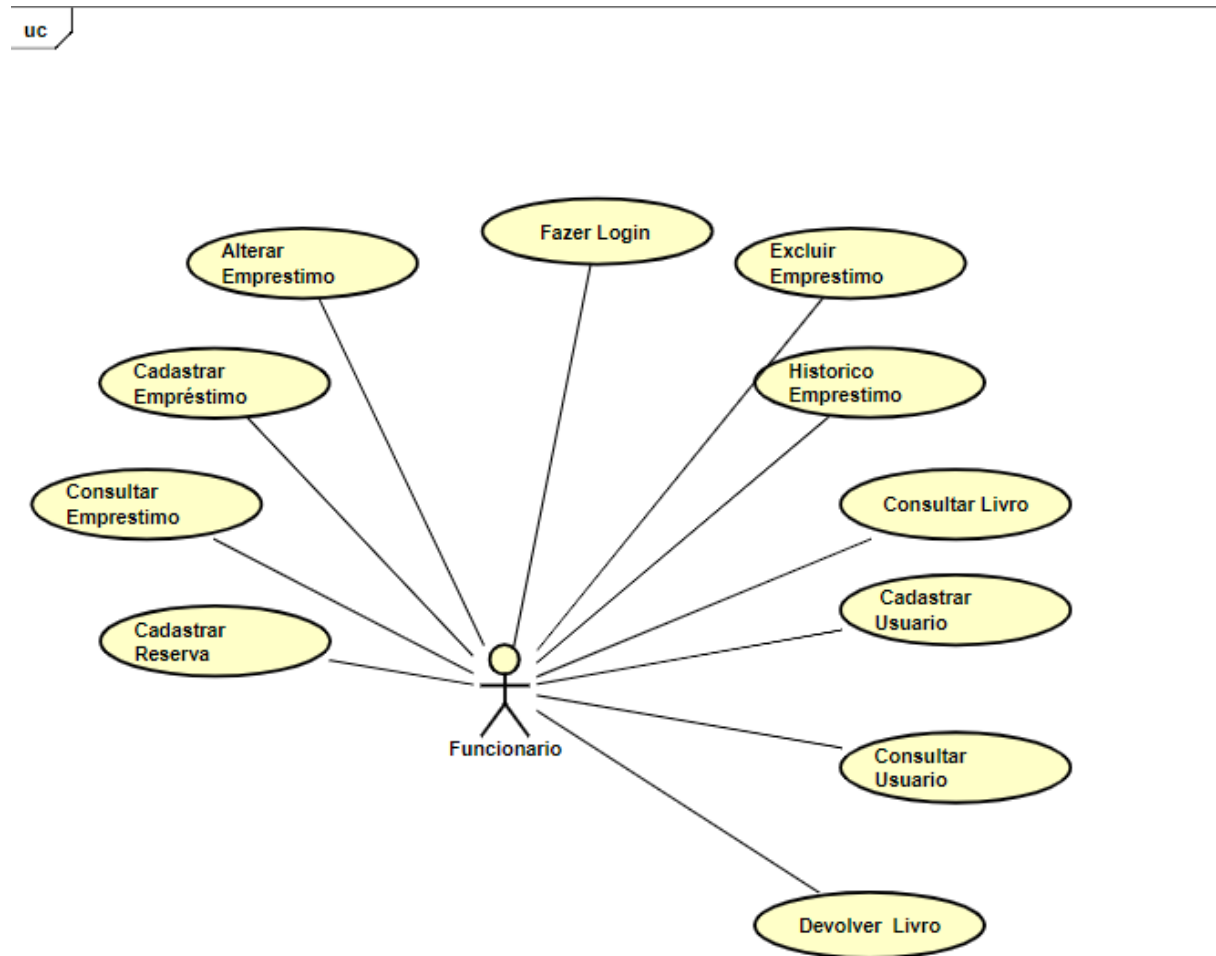 uc
Fazer Login
Alterar
Emprestimo
Excluir
Emprestimo
Cadastrar
Empréstimo
Historico
Emprestimo
Consultar
Emprestimo
Consultar Livro
Cadastrar
Usuario
Cadastrar
Reserva
Funcionario
Consultar
Usuario
Devolver Livro